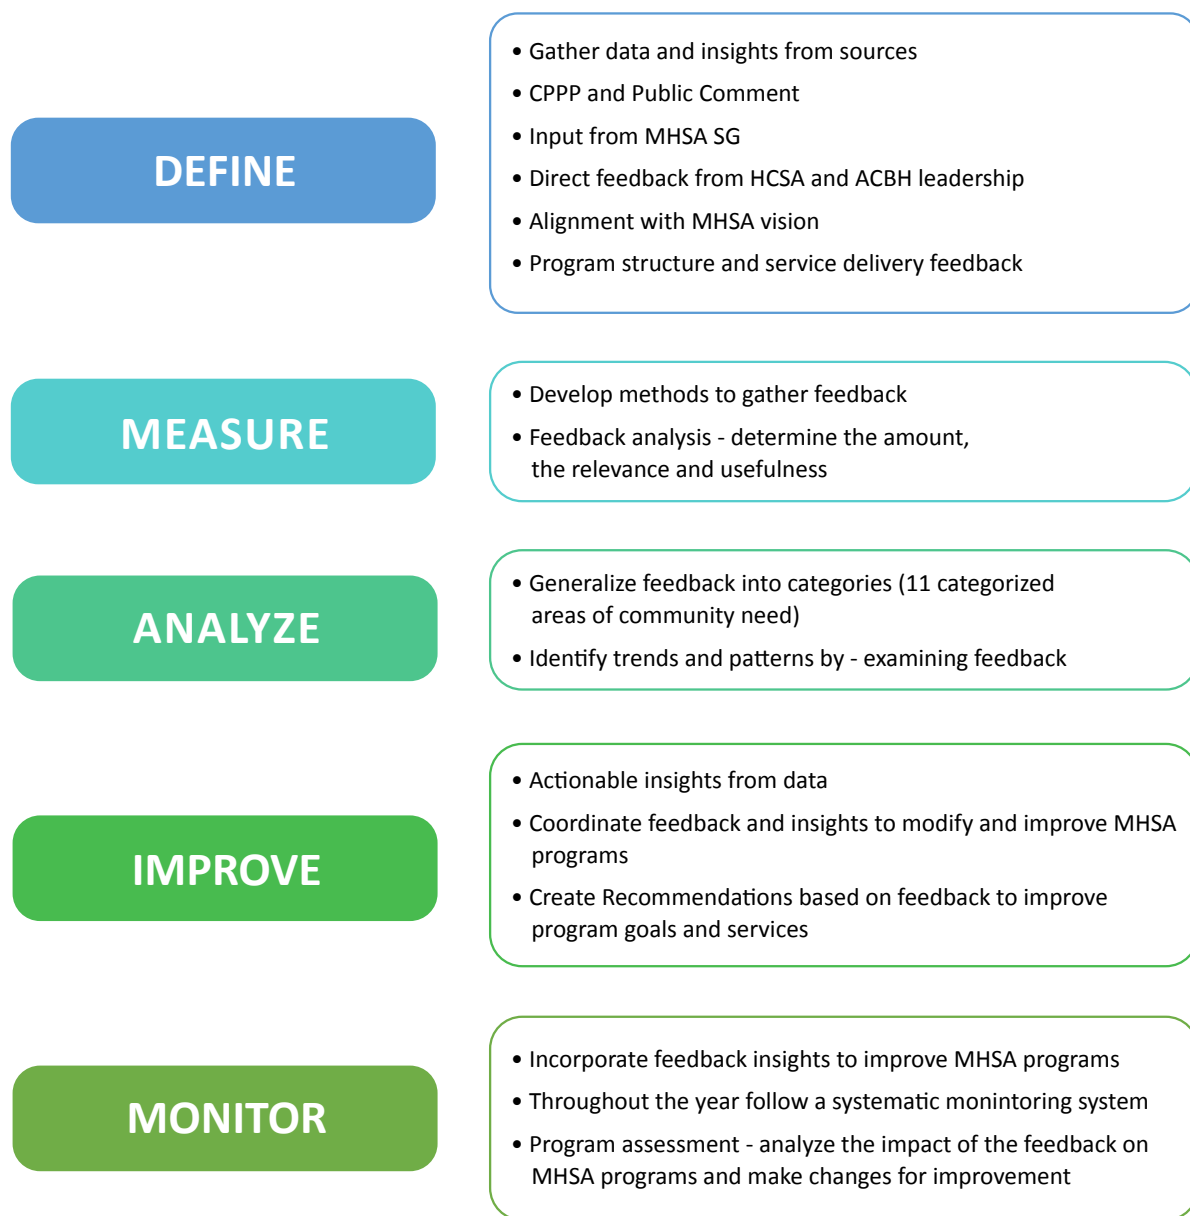 DEFINE
• Gather data and insights from sources
• CPPP and Public Comment
• Input from MHSA SG
• Direct feedback from HCSA and ACBH leadership
• Alignment with MHSA vision
• Program structure and service delivery feedback
MEASURE
• Develop methods to gather feedback
• Feedback analysis - determine the amount,
the relevance and usefulness
ANALYZE
• Generalize feedback into categories (11 categorized
areas of community need)
• Identify trends and patterns by - examining feedback
IMPROVE
• Actionable insights from data
• Coordinate feedback and insights to modify and improve MHSA
programs
• Create Recommendations based on feedback to improve
program goals and services
MONITOR
• Incorporate feedback insights to improve MHSA programs
• Throughout the year follow a systematic monintoring system
• Program assessment - analyze the impact of the feedback on
MHSA programs and make changes for improvement